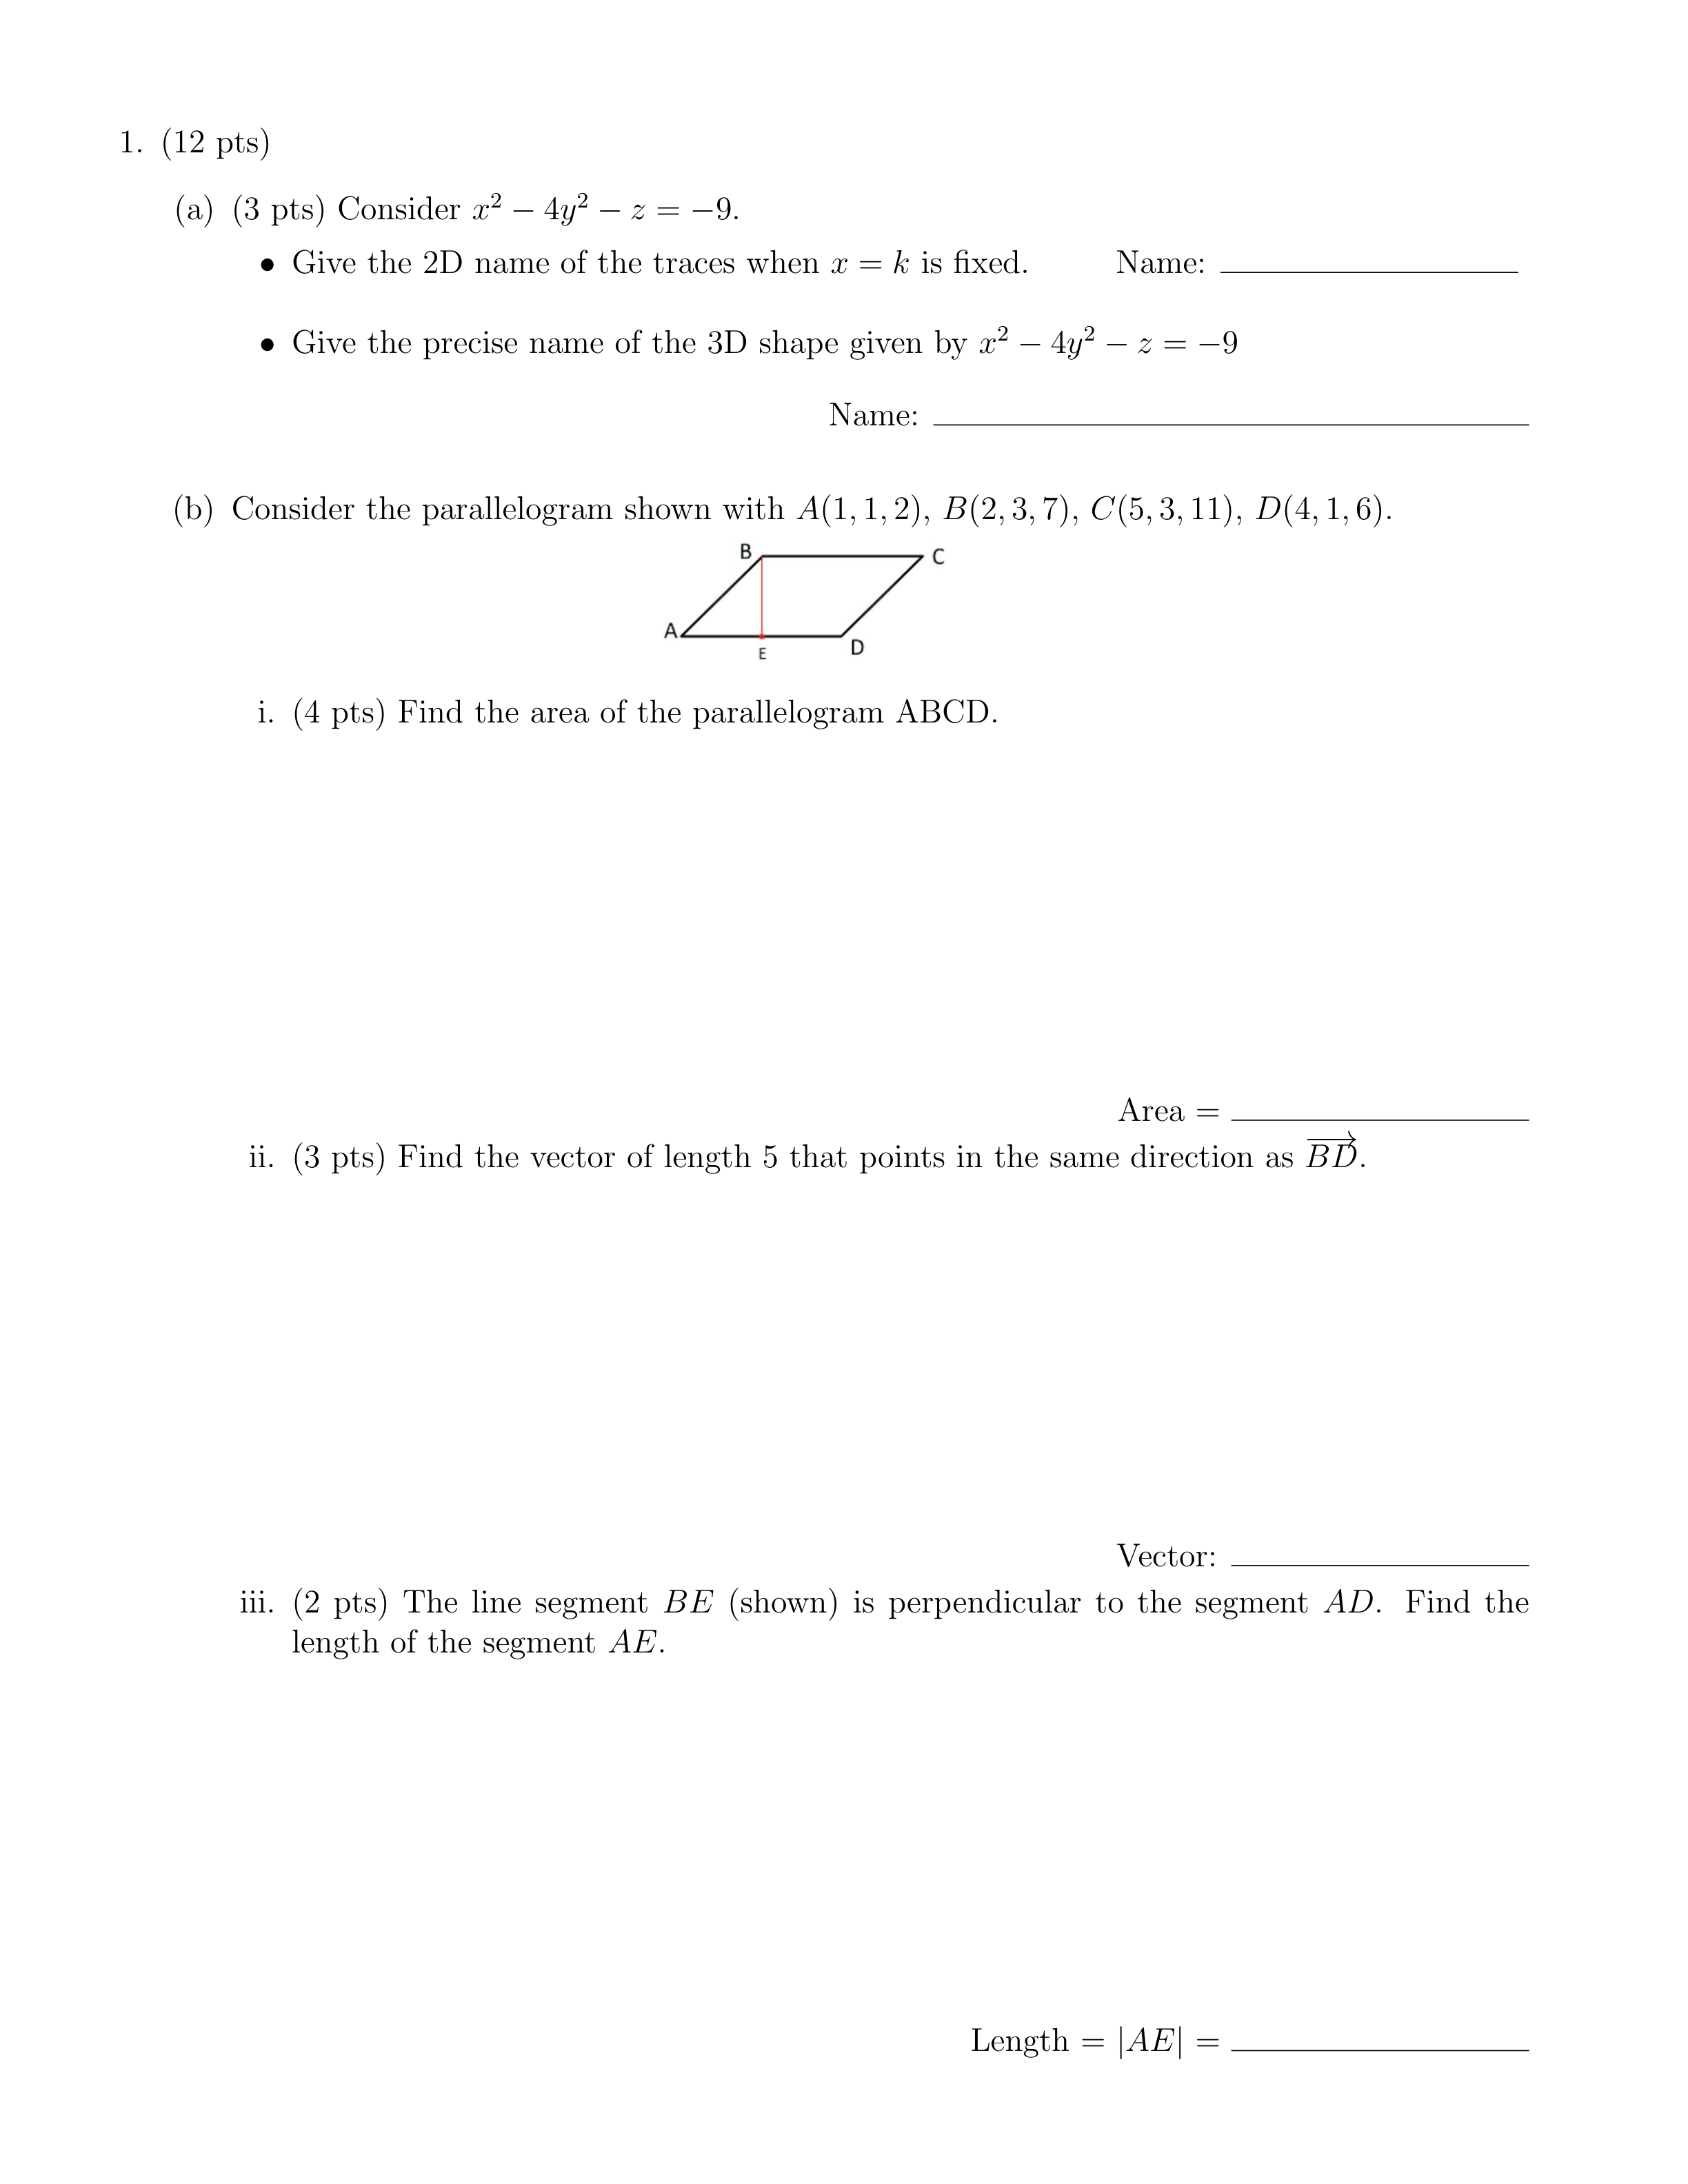 1. (12 pts)
(a) (3 pts) Consider $x^2 - 4y^2 - z = -9$.
• Give the 2D name of the traces when $x = k$ is fixed. Name: ____________
• Give the precise name of the 3D shape given by $x^2 - 4y^2 - z = -9$
Name: ________________________
(b) Consider the parallelogram shown with $A(1, 1, 2)$, $B(2, 3, 7)$, $C(5, 3, 11)$, $D(4, 1, 6)$.
B C
A E D
i. (4 pts) Find the area of the parallelogram ABCD.
Area = ____________
ii. (3 pts) Find the vector of length 5 that points in the same direction as $\overrightarrow{BD}$.
Vector: ____________
iii. (2 pts) The line segment $BE$ (shown) is perpendicular to the segment $AD$. Find the
length of the segment $AE$.
Length = $|AE|$ = ____________